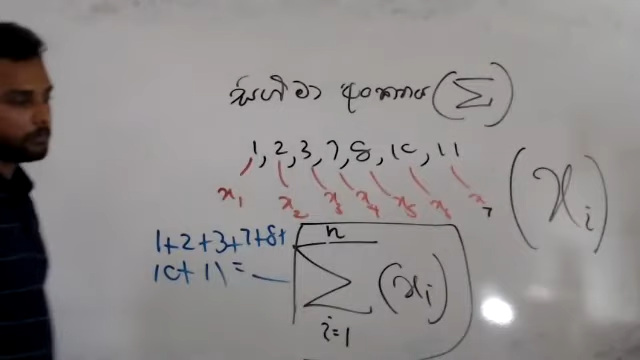 සිග්මා අංකනය (Σ)
1, 2, 3, 7, 8, 10, 11
x₁ x₂ x₃ x₄ x₅ x₆ x₇
(xᵢ)
1+2+3+7+8+
10+11=
n
Σ (xᵢ)
i=1